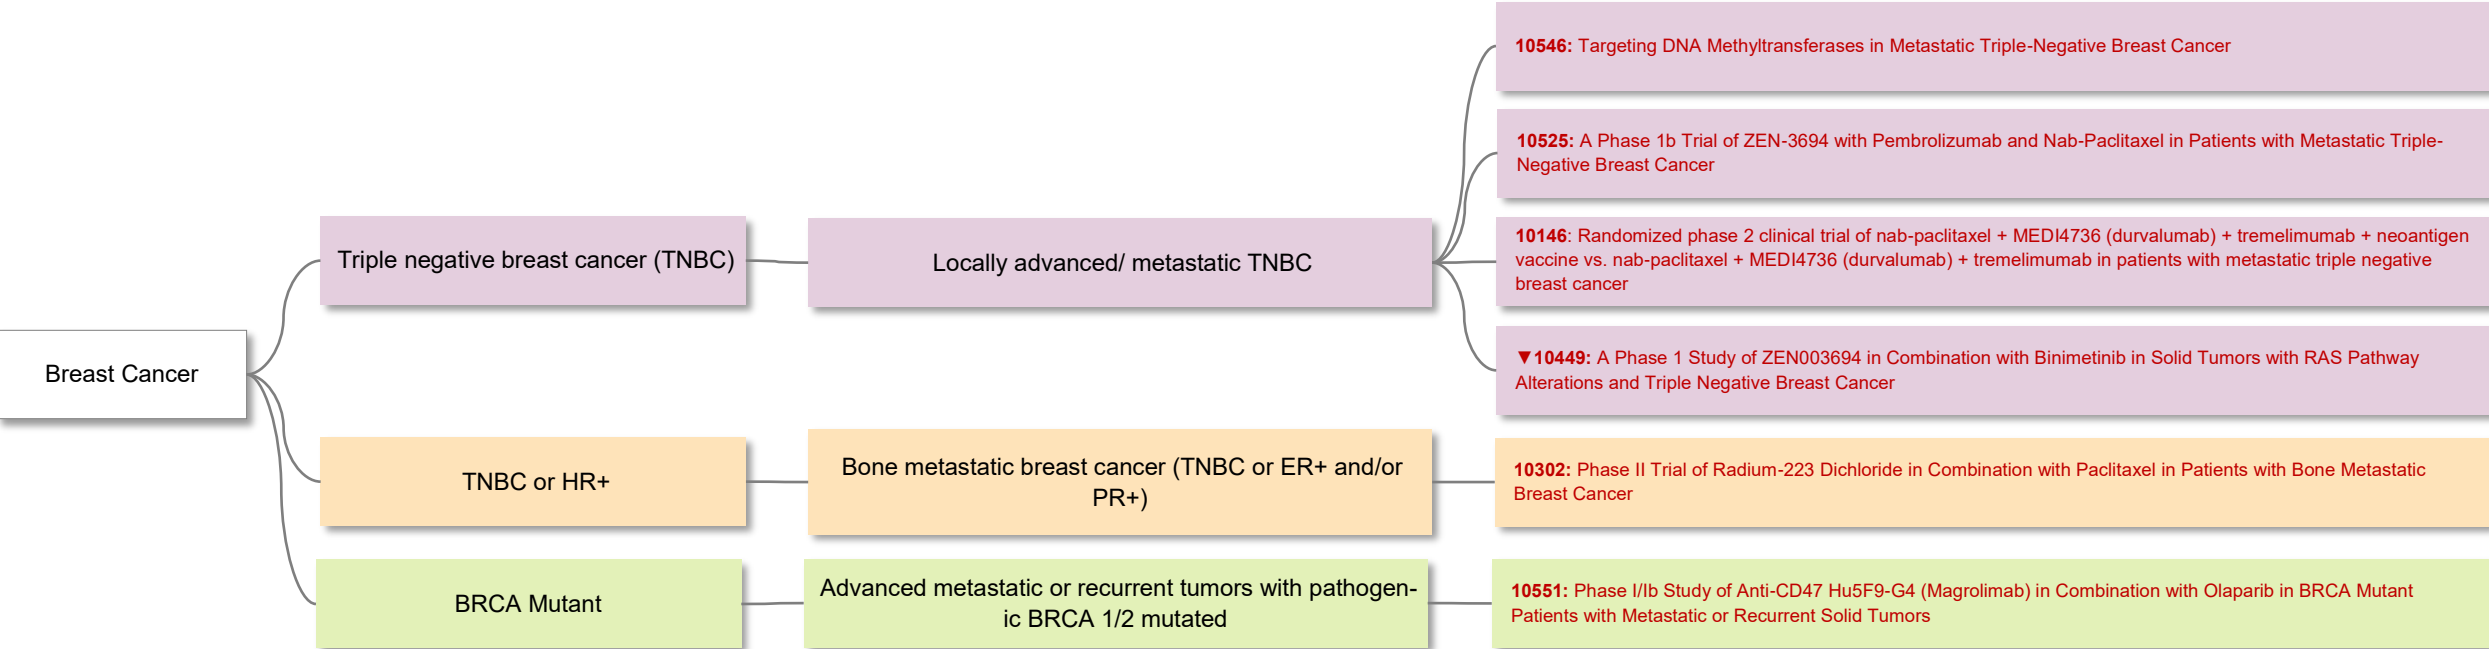 10546: Targeting DNA Methyltransferases in Metastatic Triple-Negative Breast Cancer
10525: A Phase 1b Trial of ZEN-3694 with Pembrolizumab and Nab-Paclitaxel in Patients with Metastatic Triple-
Negative Breast Cancer
Triple negative breast cancer (TNBC)
Locally advanced/ metastatic TNBC
10146: Randomized phase 2 clinical trial of nab-paclitaxel + MEDI4736 (durvalumab) + tremelimumab + neoantigen
vaccine vs. nab-paclitaxel + MEDI4736 (durvalumab) + tremelimumab in patients with metastatic triple negative
breast cancer
▼10449: A Phase 1 Study of ZEN003694 in Combination with Binimetinib in Solid Tumors with RAS Pathway
Alterations and Triple Negative Breast Cancer
Breast Cancer
TNBC or HR+
Bone metastatic breast cancer (TNBC or ER+ and/or
PR+)
10302: Phase II Trial of Radium-223 Dichloride in Combination with Paclitaxel in Patients with Bone Metastatic
Breast Cancer
BRCA Mutant
Advanced metastatic or recurrent tumors with pathogen-
ic BRCA 1/2 mutated
10551: Phase I/Ib Study of Anti-CD47 Hu5F9-G4 (Magrolimab) in Combination with Olaparib in BRCA Mutant
Patients with Metastatic or Recurrent Solid Tumors